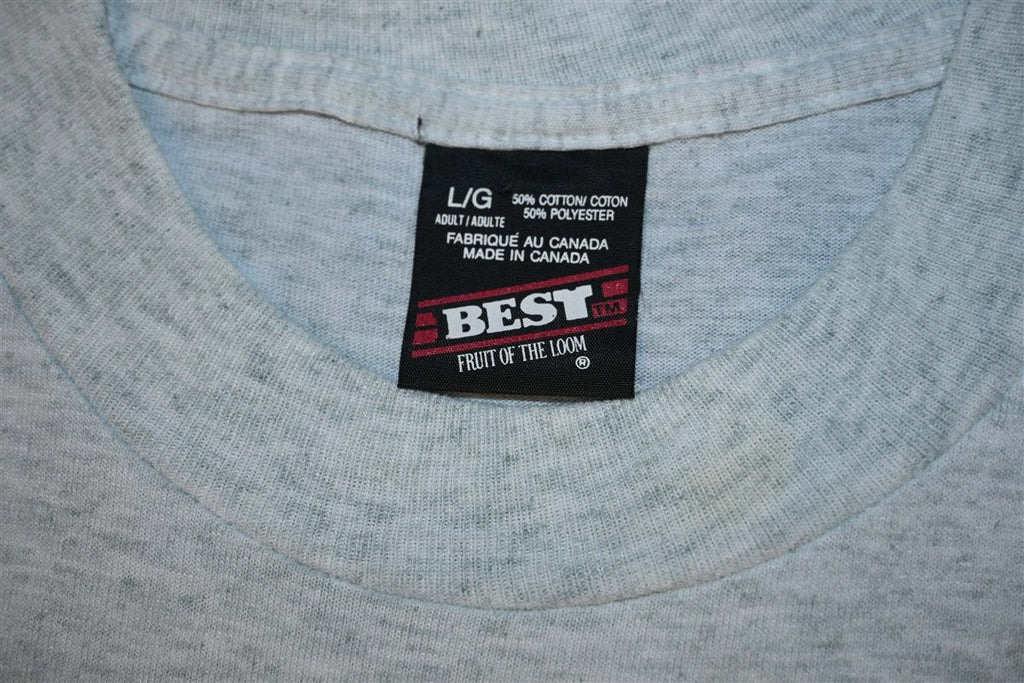 L/G 50% COTTON/ COTON
ADULT / ADULTE 50% POLYESTER
FABRIQUÉ AU CANADA
MADE IN CANADA
BEST TM
FRUIT OF THE LOOM ®